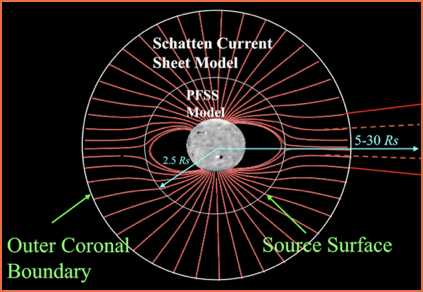 Schatten Current
Sheet Model
PFSS
Model
2.5 Rs
5-30 Rs
Outer Coronal
Boundary
Source Surface